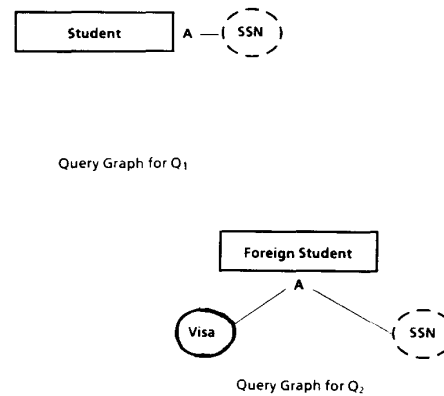 Student A SSN
Query Graph for Q1
Foreign Student
A
Visa SSN
Query Graph for Q2